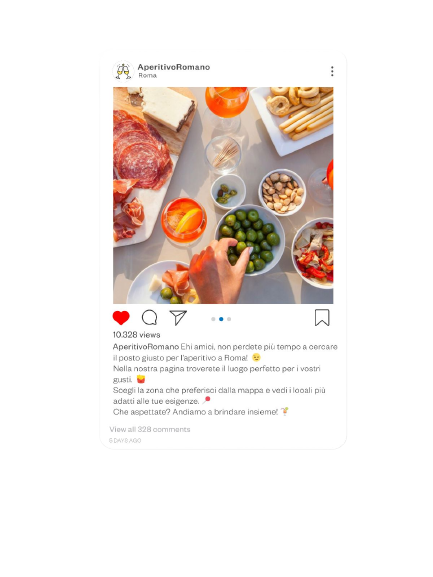 AperitivoRomano
Roma
10.328 views
AperitivoRomano Ehi amici, non perdete più tempo a cercare
il posto giusto per l'aperitivo a Roma! 😉
Nella nostra pagina troverete il luogo perfetto per i vostri
gusti. 🍟
Scegli la zona che preferisci dalla mappa e vedi i locali più
adatti alle tue esigenze. 📍
Che aspettate? Andiamo a brindare insieme! 🍹
View all 328 comments
5 DAYS AGO